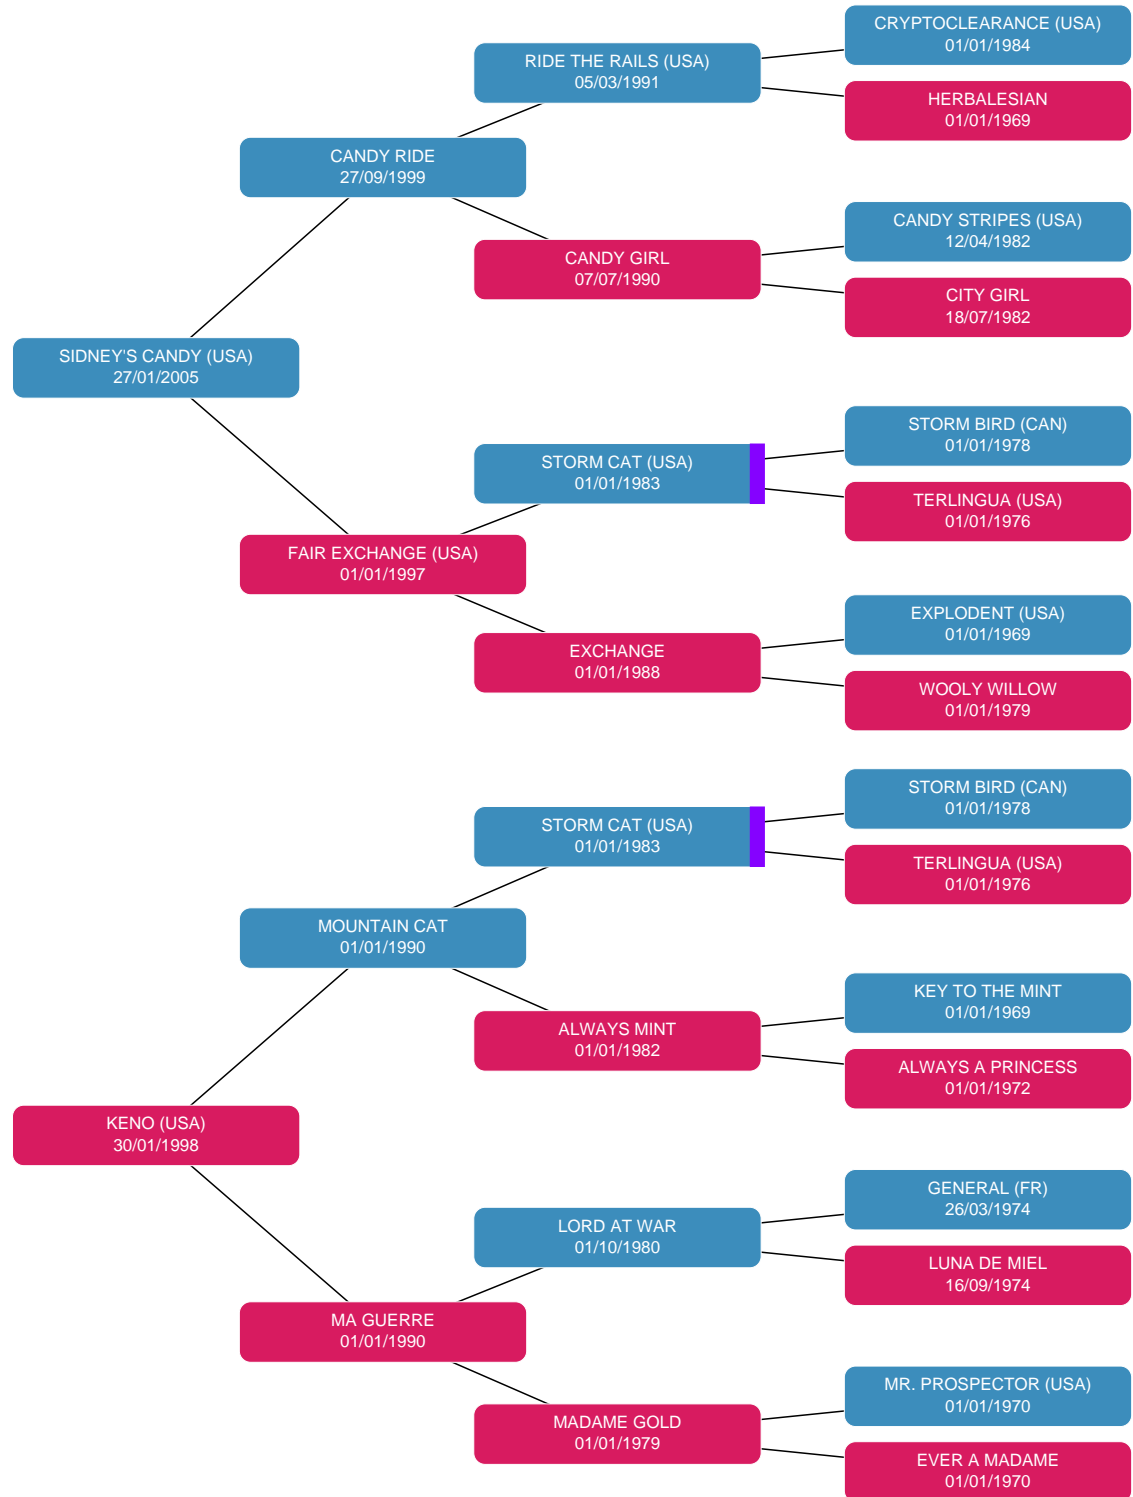 CRYPTOCLEARANCE (USA)
01/01/1984
RIDE THE RAILS (USA)
05/03/1991
HERBALESIAN
01/01/1969
CANDY RIDE
27/09/1999
CANDY STRIPES (USA)
12/04/1982
CANDY GIRL
07/07/1990
CITY GIRL
18/07/1982
SIDNEY'S CANDY (USA)
27/01/2005
STORM BIRD (CAN)
01/01/1978
STORM CAT (USA)
01/01/1983
TERLINGUA (USA)
01/01/1976
FAIR EXCHANGE (USA)
01/01/1997
EXPLODENT (USA)
01/01/1969
EXCHANGE
01/01/1988
WOOLY WILLOW
01/01/1979
STORM BIRD (CAN)
01/01/1978
STORM CAT (USA)
01/01/1983
TERLINGUA (USA)
01/01/1976
MOUNTAIN CAT
01/01/1990
KEY TO THE MINT
01/01/1969
ALWAYS MINT
01/01/1982
ALWAYS A PRINCESS
01/01/1972
KENO (USA)
30/01/1998
GENERAL (FR)
26/03/1974
LORD AT WAR
01/10/1980
LUNA DE MIEL
16/09/1974
MA GUERRE
01/01/1990
MR. PROSPECTOR (USA)
01/01/1970
MADAME GOLD
01/01/1979
EVER A MADAME
01/01/1970